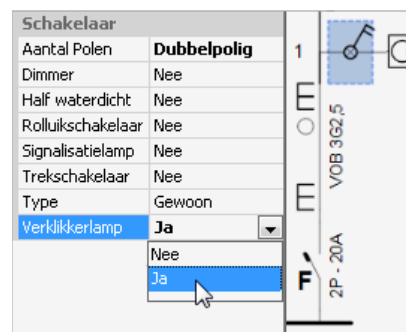 Schakelaar
Aantal Polen Dubbelpolig
Dimmer Nee
Half waterdicht Nee
Rolluikschakelaar Nee
Signalisatielamp Nee
Trekschakelaar Nee
Type Gewoon
Verklikkerlamp Ja
Nee
Ja
1
VOB 3G2,5
F
2P - 20A